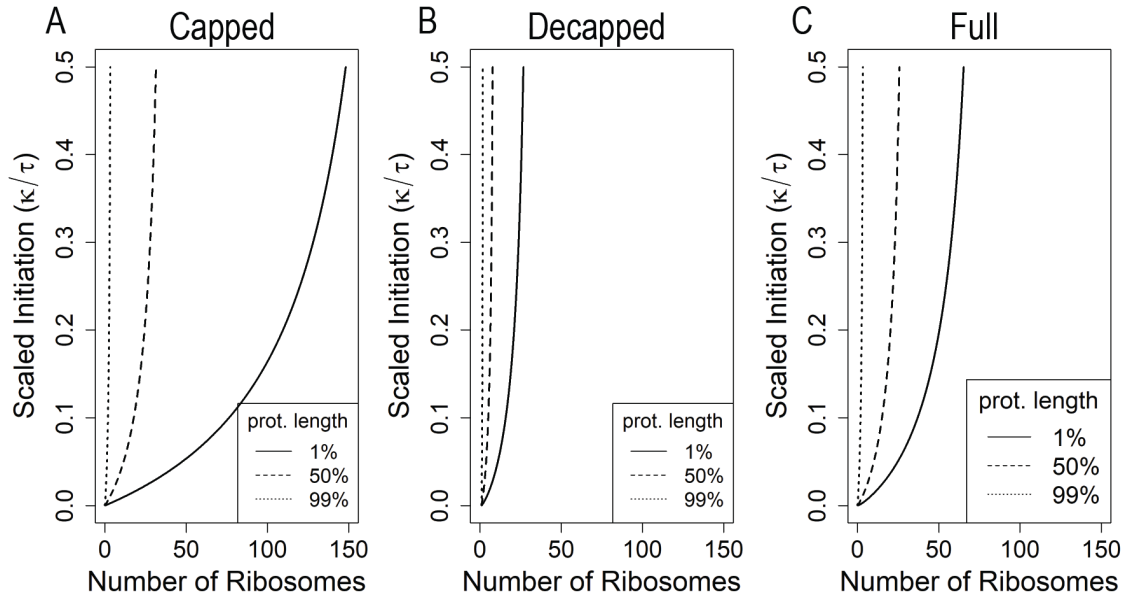 A Capped
Scaled Initiation (κ/τ)
0.5
0.4
0.3
0.2
0.1
0.0
prot. length
1%
50%
99%
0 50 100 150
Number of Ribosomes
B Decapped
Scaled Initiation (κ/τ)
0.5
0.4
0.3
0.2
0.1
0.0
prot. length
1%
50%
99%
0 50 100 150
Number of Ribosomes
C Full
Scaled Initiation (κ/τ)
0.5
0.4
0.3
0.2
0.1
0.0
prot. length
1%
50%
99%
0 50 100 150
Number of Ribosomes